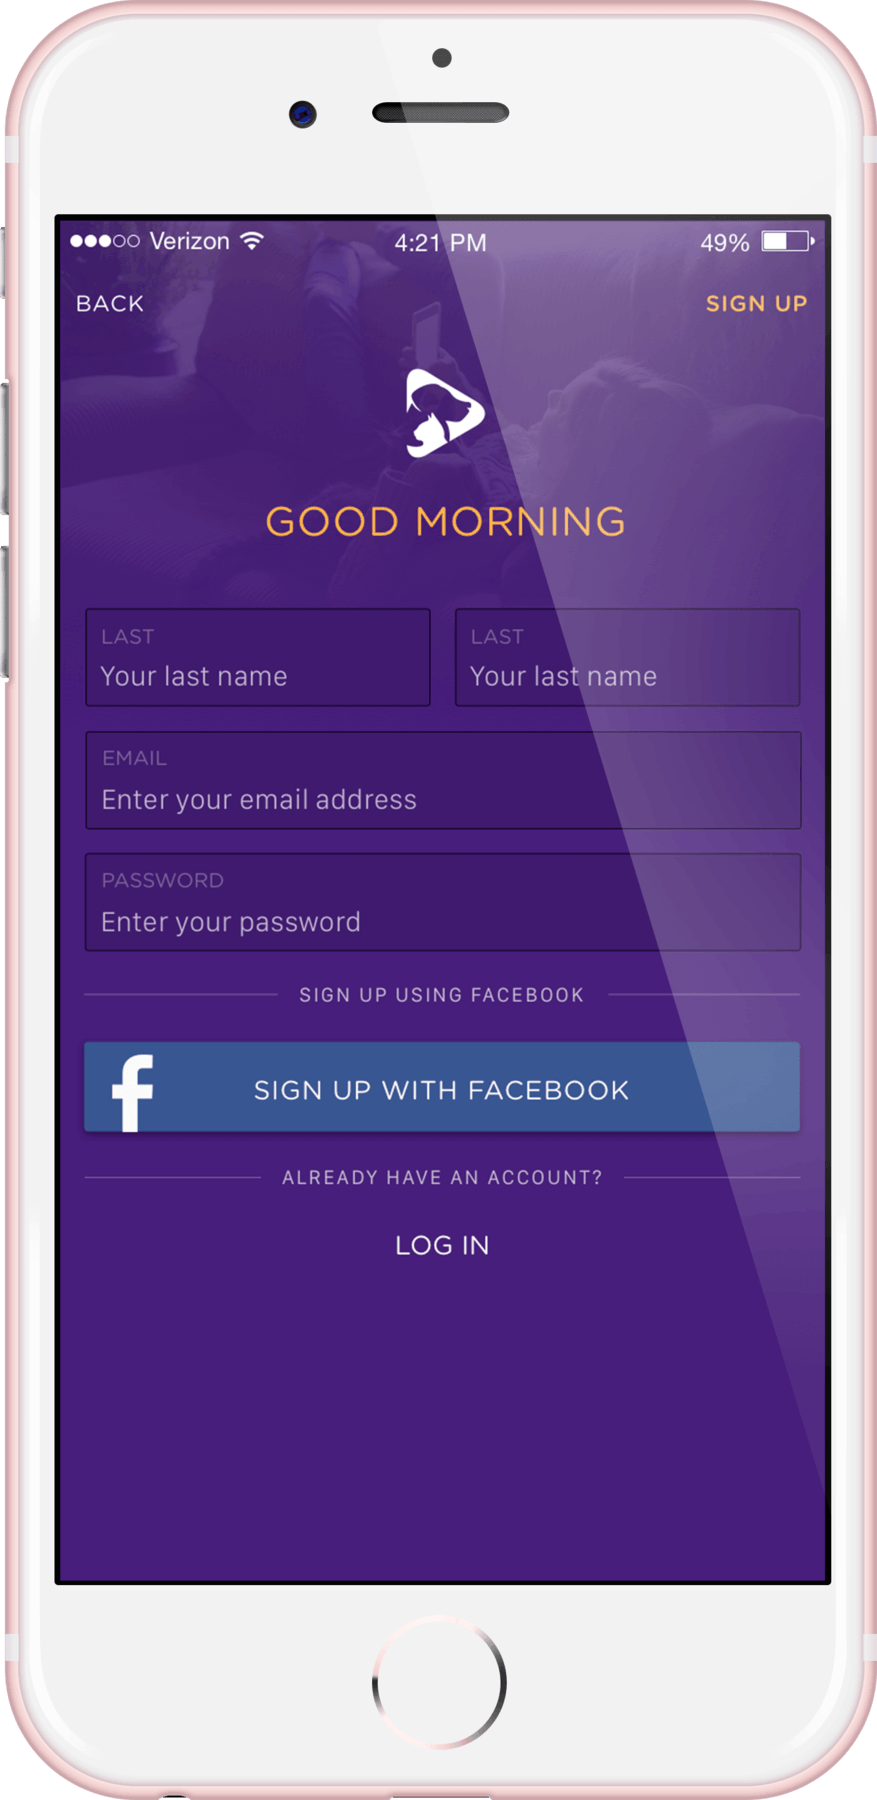 Verizon 4:21 PM 49%
BACK SIGN UP
GOOD MORNING
LAST LAST
Your last name Your last name
EMAIL
Enter your email address
PASSWORD
Enter your password
SIGN UP USING FACEBOOK
f SIGN UP WITH FACEBOOK
ALREADY HAVE AN ACCOUNT?
LOG IN